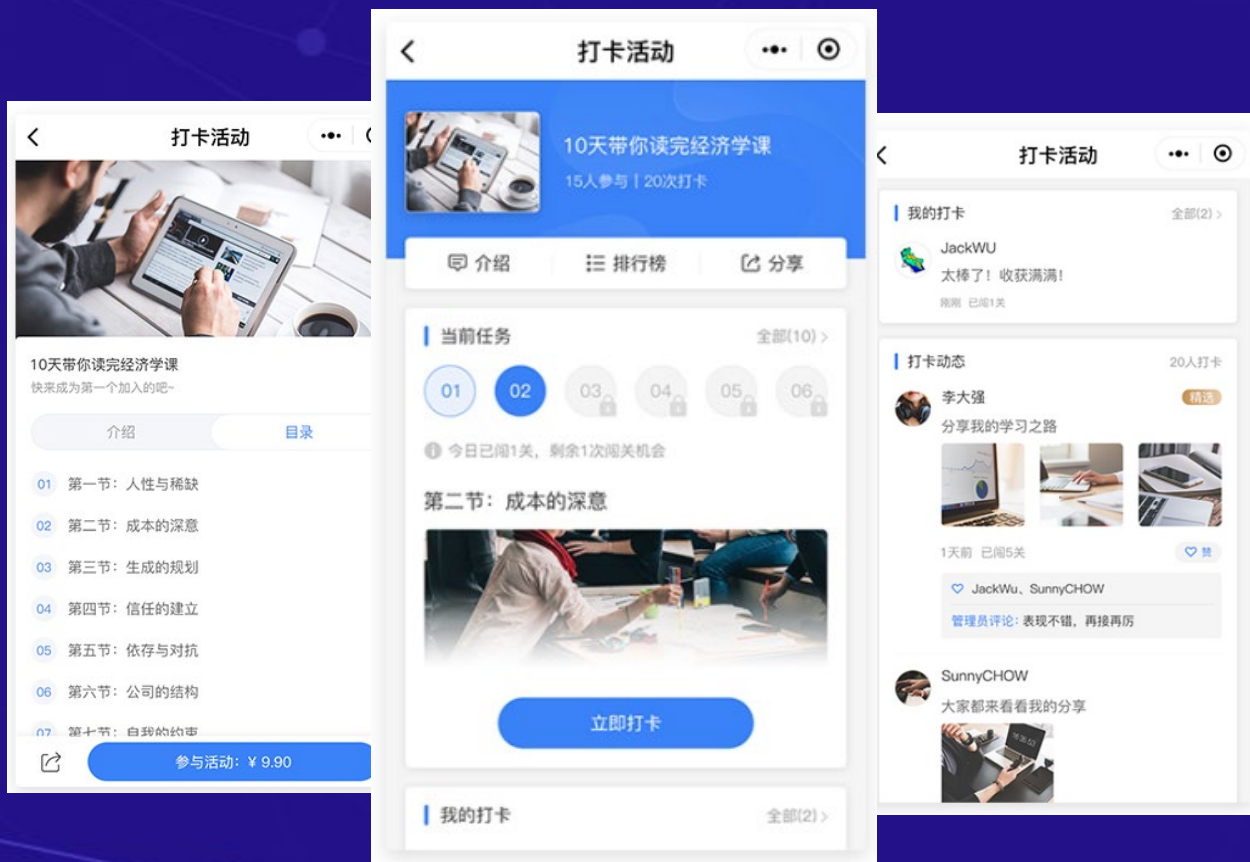 打卡活动
10天带你读完经济学课
快来成为第一个加入的吧~
介绍 目录
01 第一节：人性与稀缺
02 第二节：成本的深意
03 第三节：生成的规划
04 第四节：信任的建立
05 第五节：依存与对抗
06 第六节：公司的结构
07 第七节：自我的约束
参与活动：¥ 9.90
打卡活动
10天带你读完经济学课
15人参与丨20次打卡
介绍 排行榜 分享
当前任务 全部(10) >
01 02 03 04 05 06
今日已闯1关，剩余1次闯关机会
第二节：成本的深意
立即打卡
我的打卡 全部(2) >
打卡活动
我的打卡 全部(2) >
JackWU
太棒了！收获满满！
刚刚 已闯1关
打卡动态 20人打卡
李大强 精选
分享我的学习之路
1天前 已闯5关 赞
JackWu、SunnyCHOW
管理员评论：表现不错，再接再厉
SunnyCHOW
大家都来看看我的分享